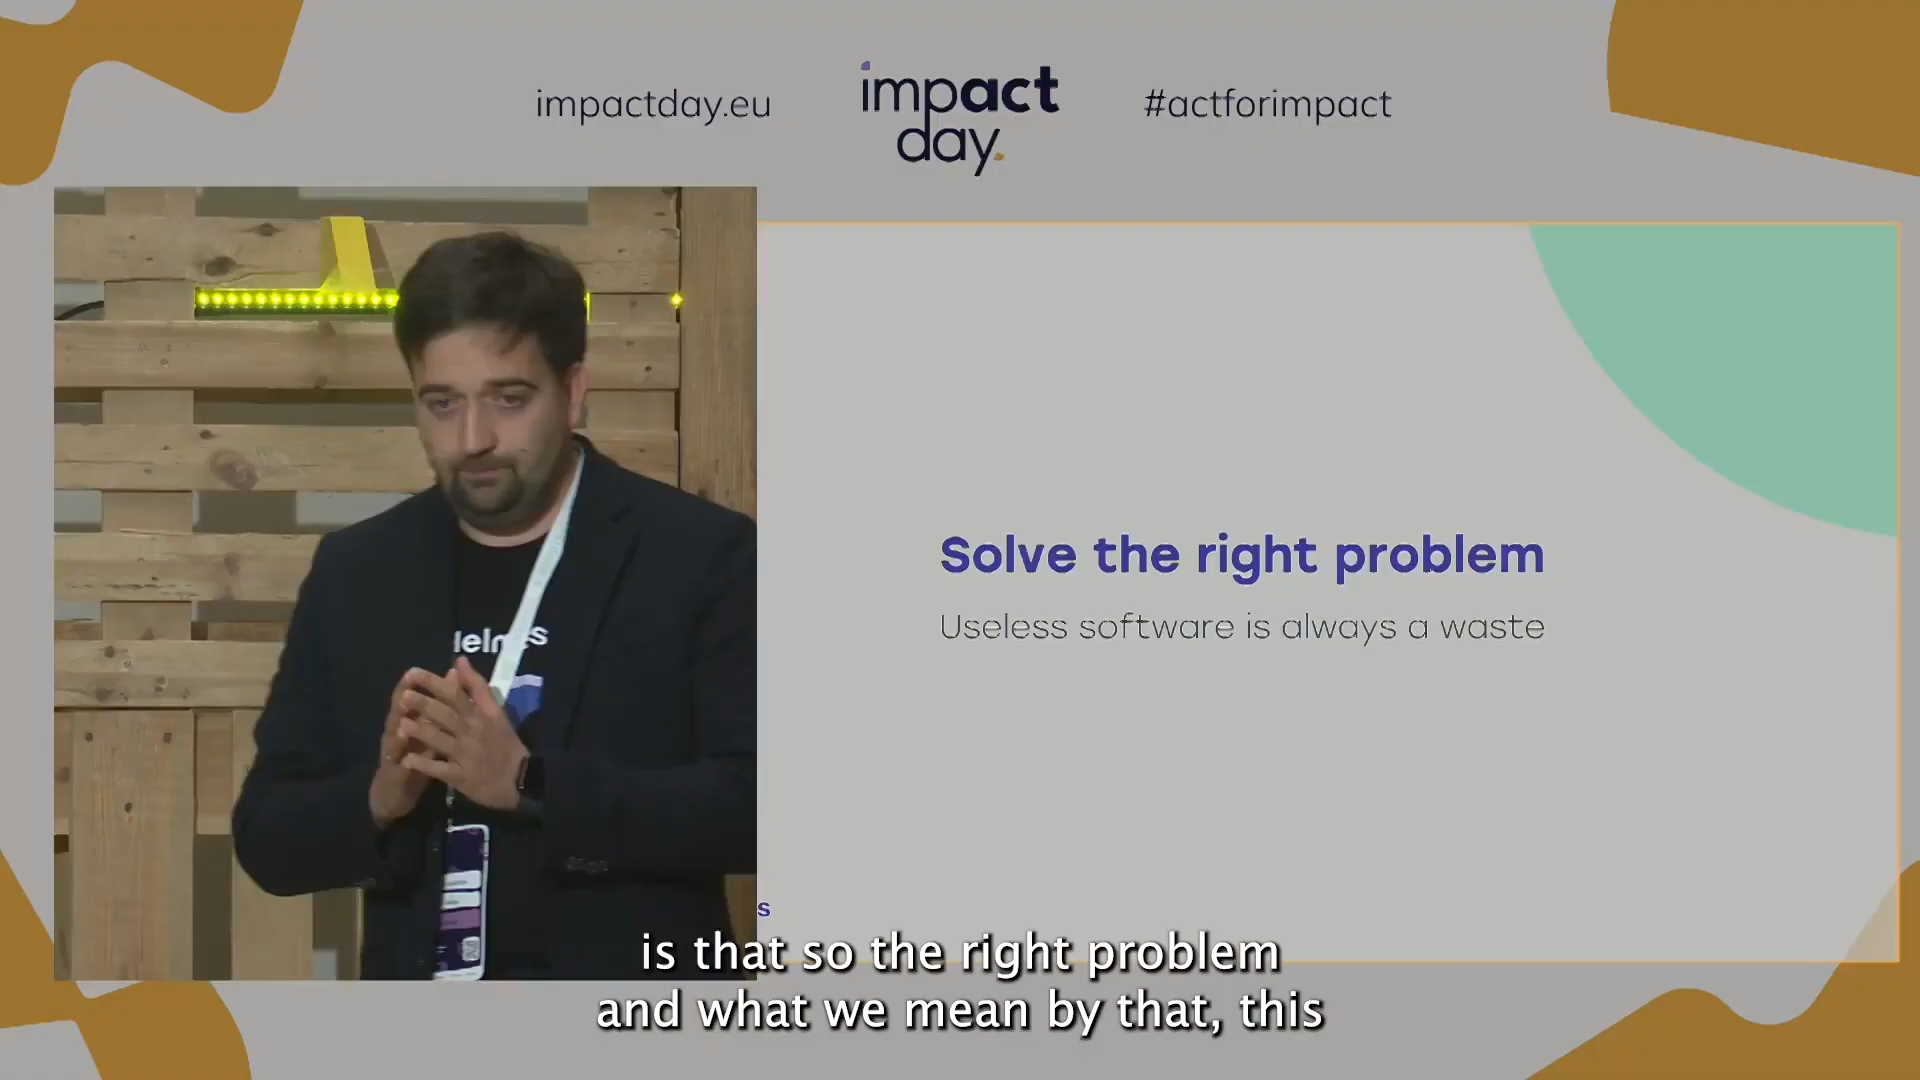 impactday.eu
impact
day.
#actforimpact
Solve the right problem
Useless software is always a waste
s
is that so the right problem
and what we mean by that, this